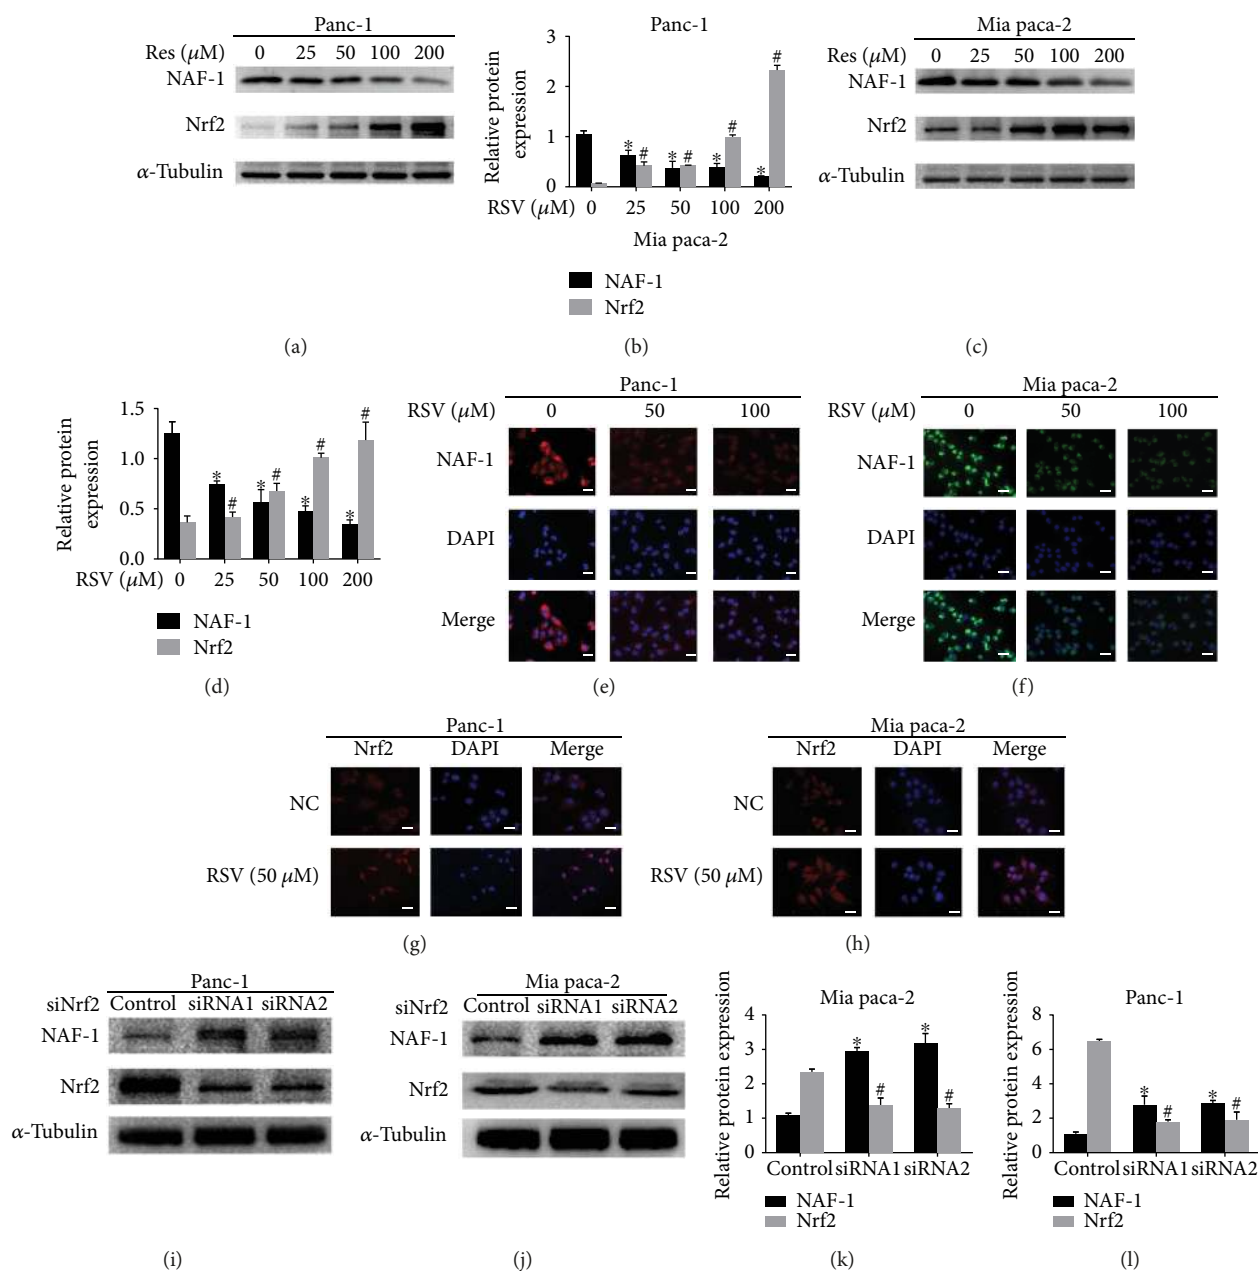 Panc-1
Res (μM) 0 25 50 100 200
NAF-1
Nrf2
α-Tubulin
(a)
Panc-1
Relative protein expression
3
2
1
0
* # * # * # * #
RSV (μM) 0 25 50 100 200
Mia paca-2
NAF-1
Nrf2
(b)
Mia paca-2
Res (μM) 0 25 50 100 200
NAF-1
Nrf2
α-Tubulin
(c)
Relative protein expression
1.5
1.0
0.5
0.0
* # * # * # * #
RSV (μM) 0 25 50 100 200
NAF-1
Nrf2
(d)
Panc-1
RSV (μM) 0 50 100
NAF-1
DAPI
Merge
(e)
Mia paca-2
RSV (μM) 0 50 100
NAF-1
DAPI
Merge
(f)
Panc-1
Nrf2 DAPI Merge
NC
RSV (50 μM)
(g)
Mia paca-2
Nrf2 DAPI Merge
NC
RSV (50 μM)
(h)
Panc-1
siNrf2 Control siRNA1 siRNA2
NAF-1
Nrf2
α-Tubulin
(i)
Mia paca-2
siNrf2 Control siRNA1 siRNA2
NAF-1
Nrf2
α-Tubulin
(j)
Mia paca-2
Relative protein expression
4
3
2
1
0
* # * #
Control siRNA1 siRNA2
NAF-1
Nrf2
(k)
Panc-1
Relative protein expression
8
6
4
2
0
* # * #
Control siRNA1 siRNA2
NAF-1
Nrf2
(l)